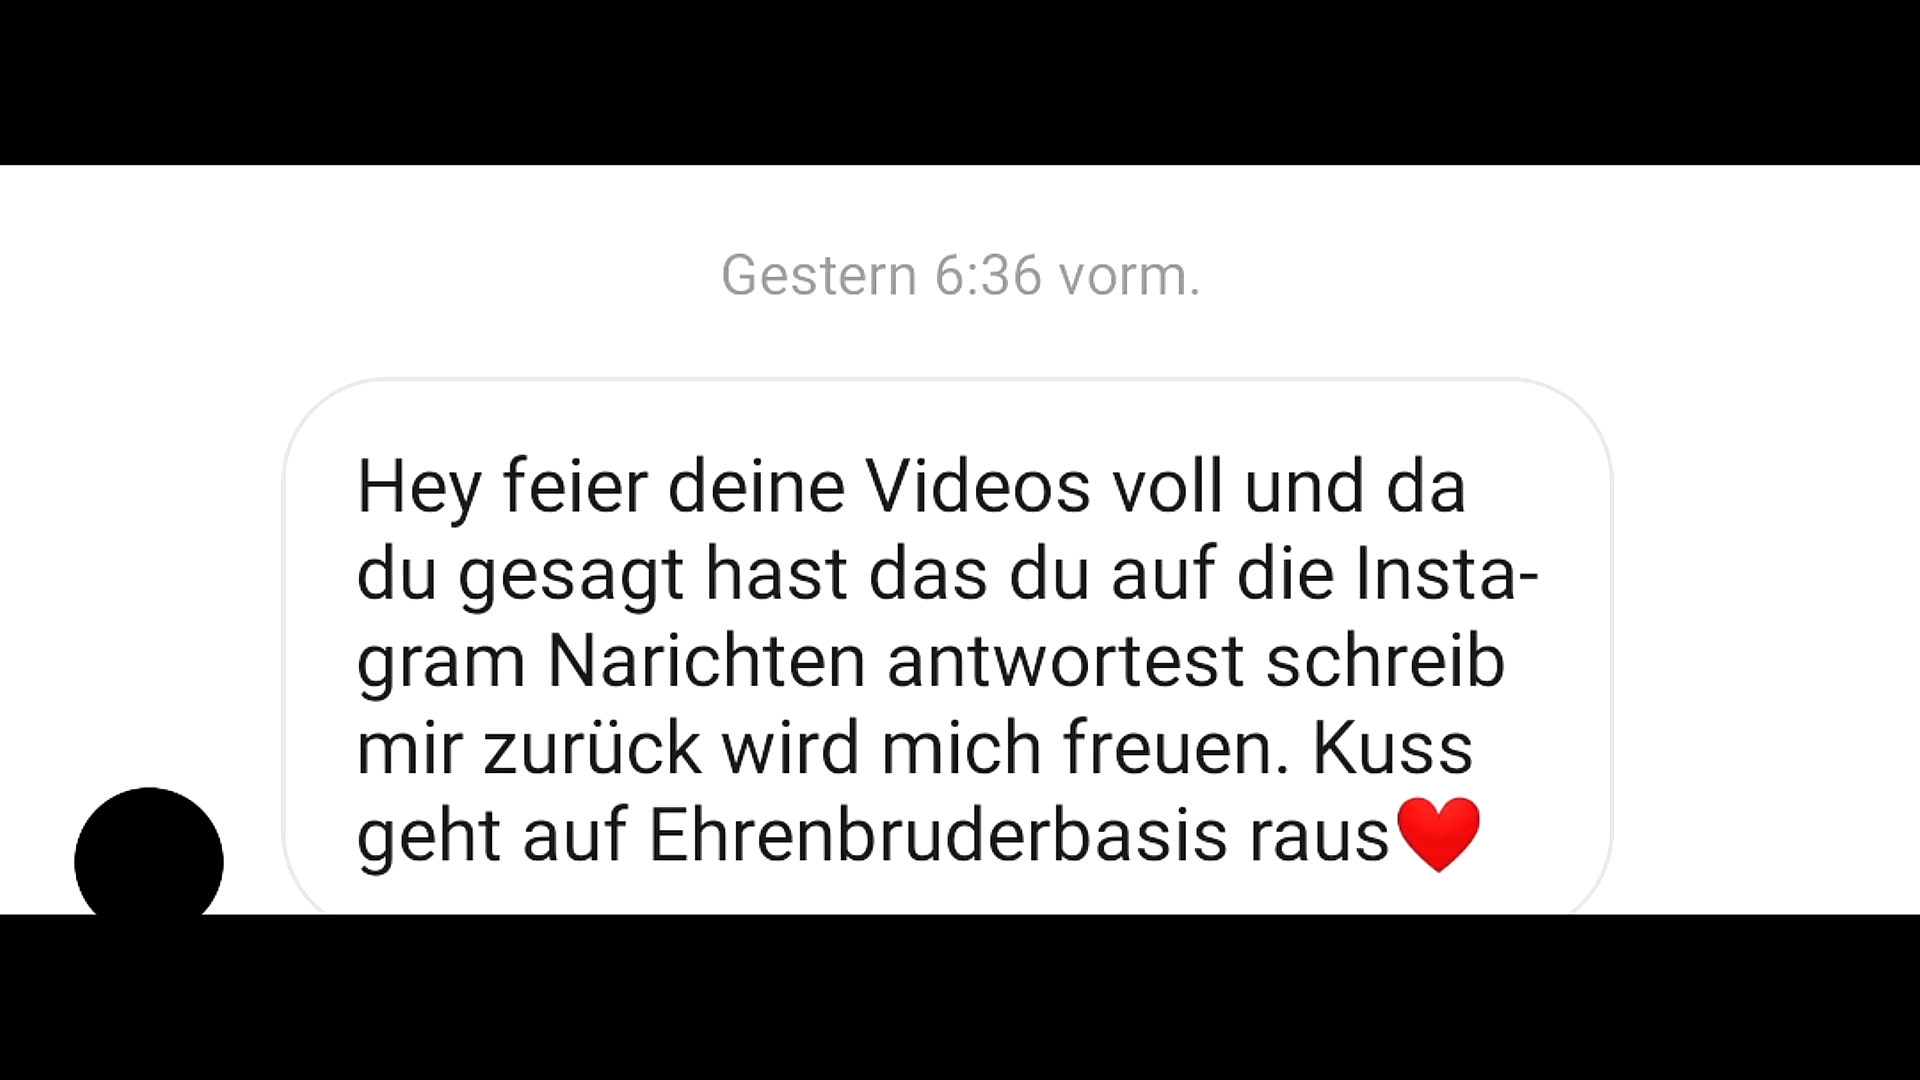 Gestern 6:36 vorm.
Hey feier deine Videos voll und da
du gesagt hast das du auf die Insta-
gram Narichten antwortest schreib
mir zurück wird mich freuen. Kuss
geht auf Ehrenbruderbasis raus❤️